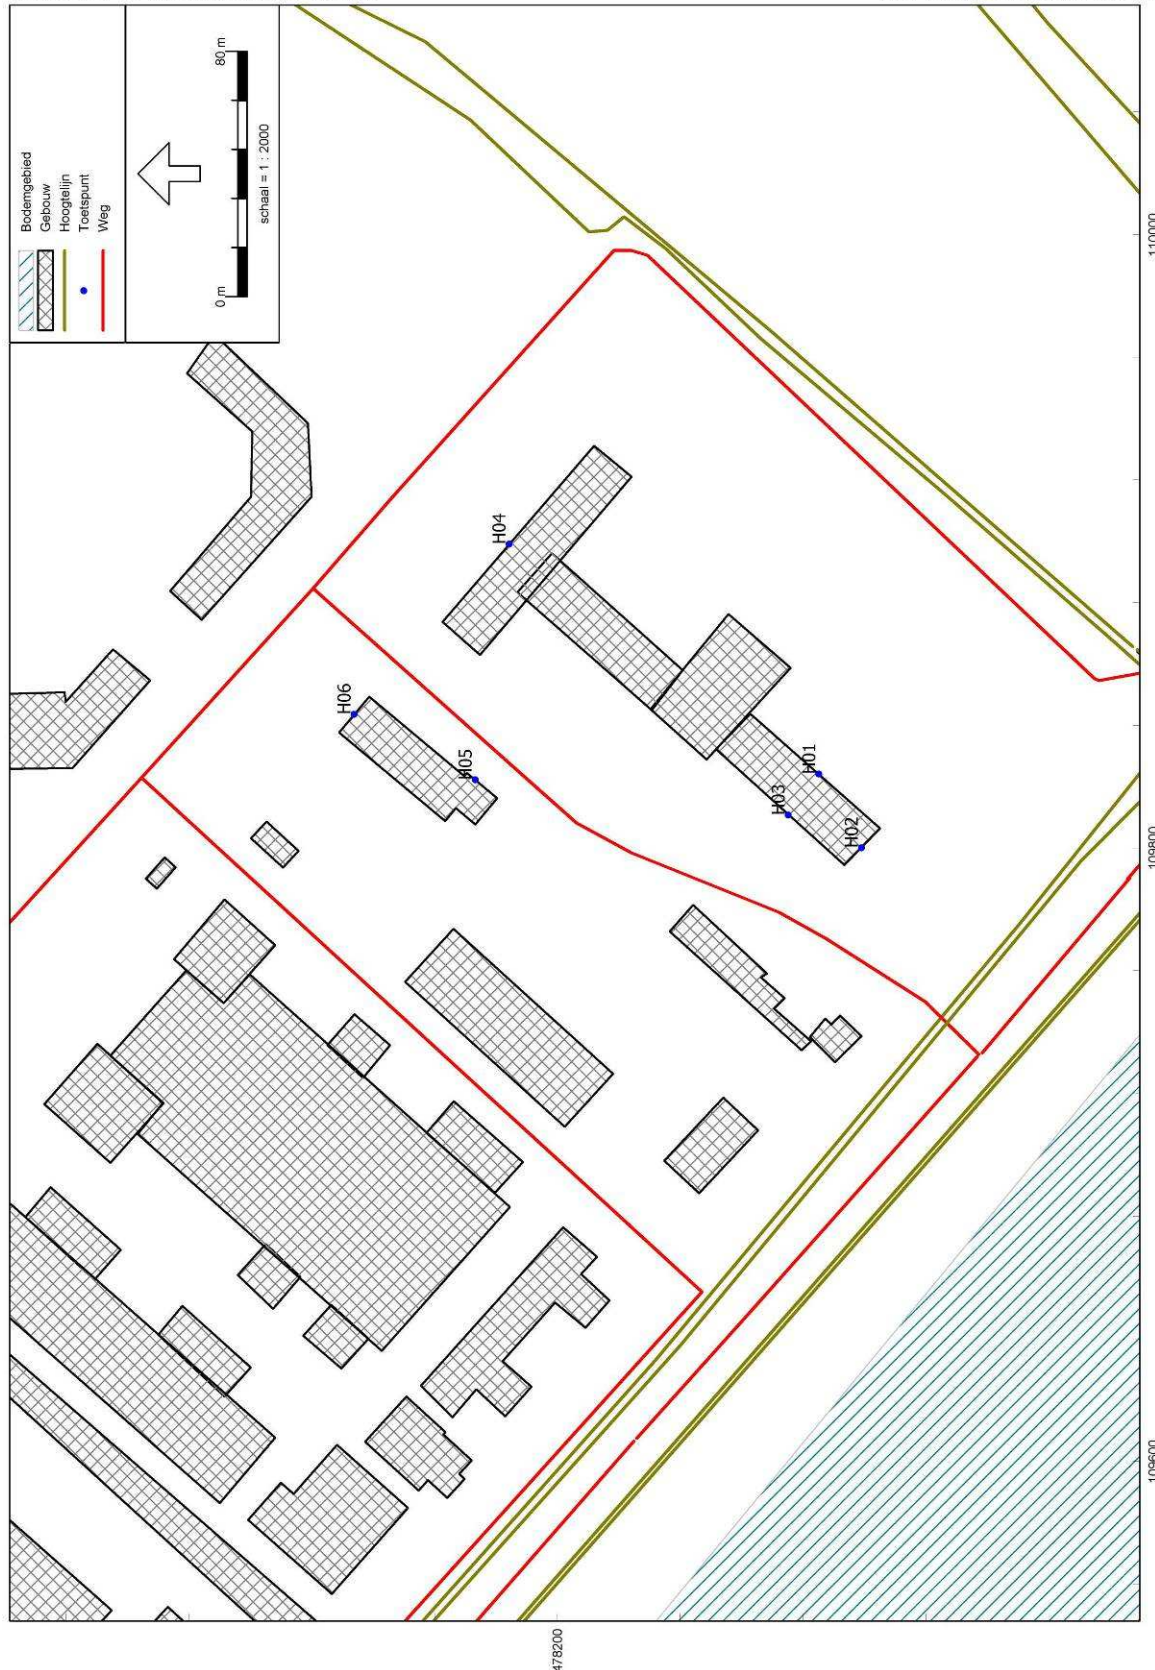 Bodemgebied
Gebouw
Hoogtelijn
Toetspunt
Weg
0 m
80 m
schaal = 1 : 2000
H04
H06
H05
H01
H03
H02
110000
109800
109600
478200